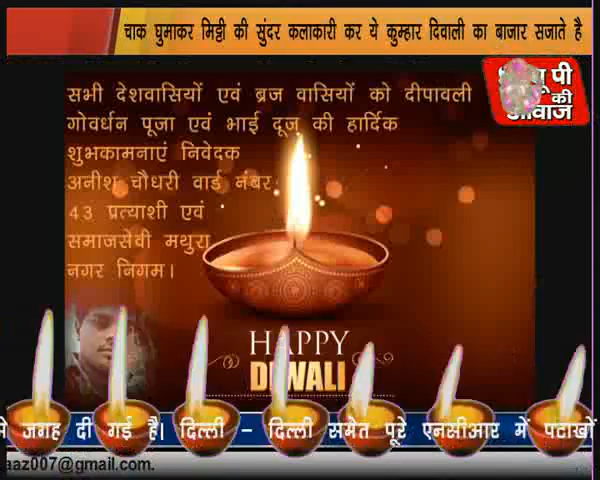 चाक घुमाकर मिट्टी की सुंदर कलाकारी कर ये कुम्हार दिवाली का बाजार सजाते है
यू पी
की
आवाज
सभी देशवासियों एवं ब्रज वासियों को दीपावली
गोवर्धन पूजा एवं भाई दूज की हार्दिक
शुभकामनाएं निवेदक
अनीश चौधरी वार्ड नंबर
43 प्रत्याशी एवं
समाजसेवी मथुरा
नगर निगम।
HAPPY
DIWALI
जगह दी गई है। दिल्ली - दिल्ली समेत पूरे एनसीआर में पटाखों
aaz007@gmail.com.